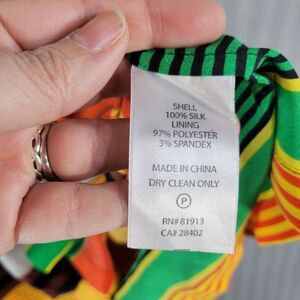 SHELL
100% SILK
LINING
97% POLYESTER
3% SPANDEX
MADE IN CHINA
DRY CLEAN ONLY
P
RN# 81913
CA# 28402